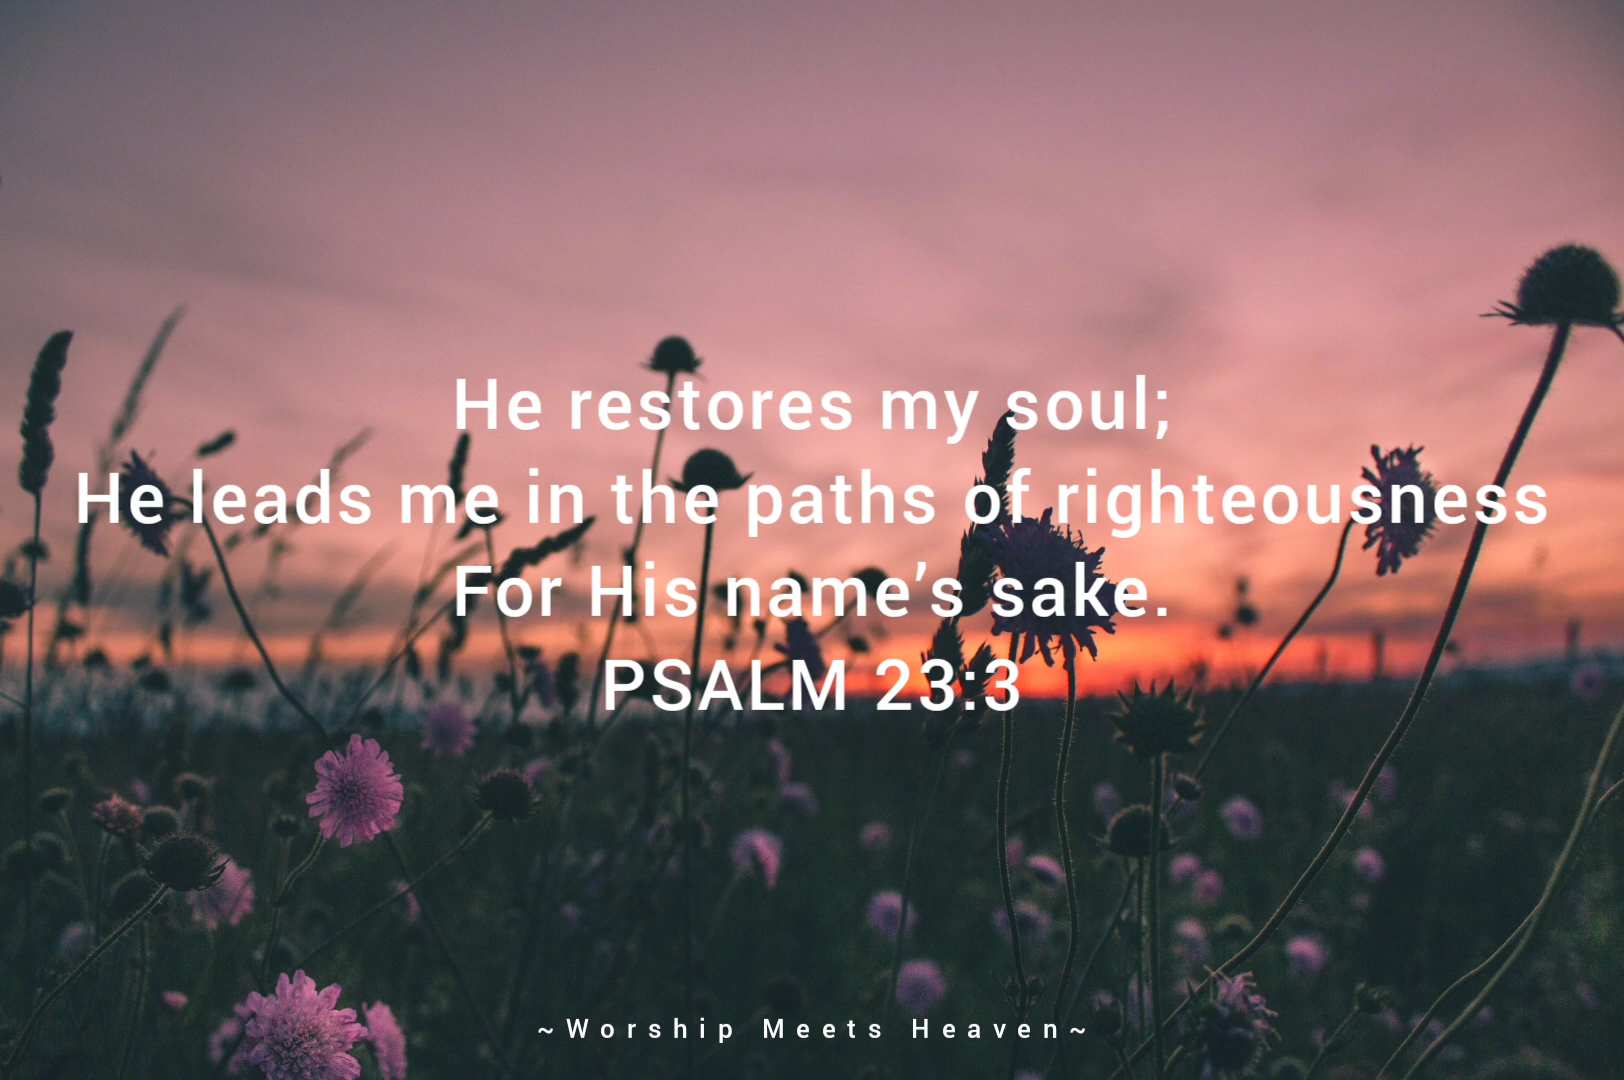 He restores my soul;
He leads me in the paths of righteousness
For His name’s sake.
PSALM 23:3
~Worship Meets Heaven~